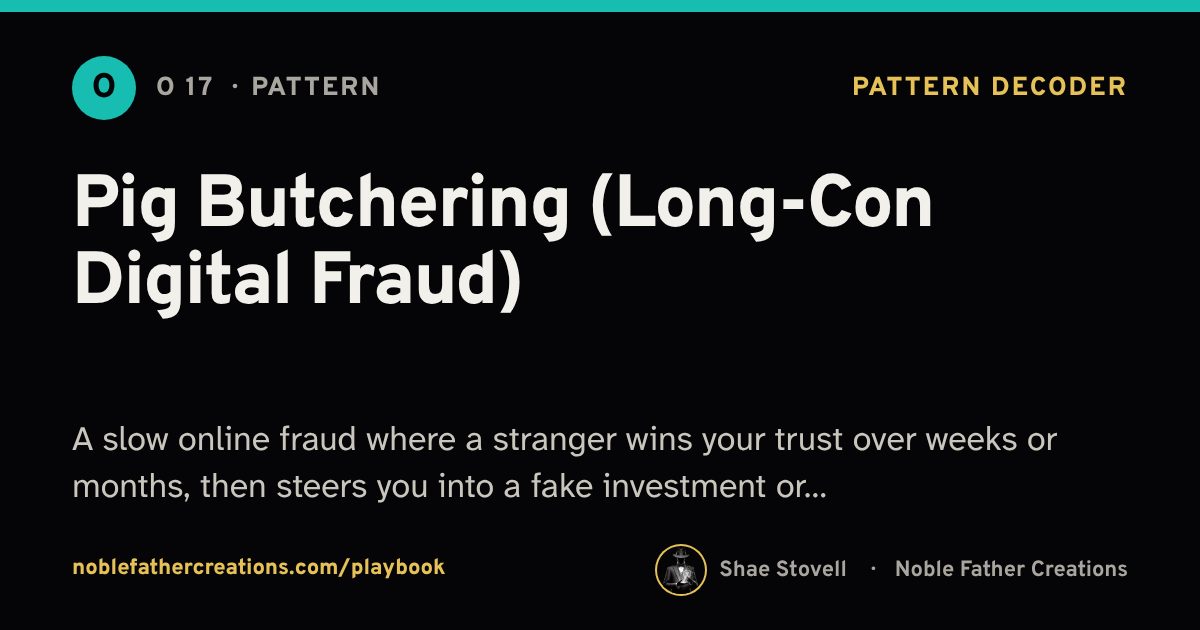 O
O 17 · PATTERN
PATTERN DECODER
Pig Butchering (Long-Con
Digital Fraud)
A slow online fraud where a stranger wins your trust over weeks or
months, then steers you into a fake investment or...
noblefathercreations.com/playbook
Shae Stovell · Noble Father Creations